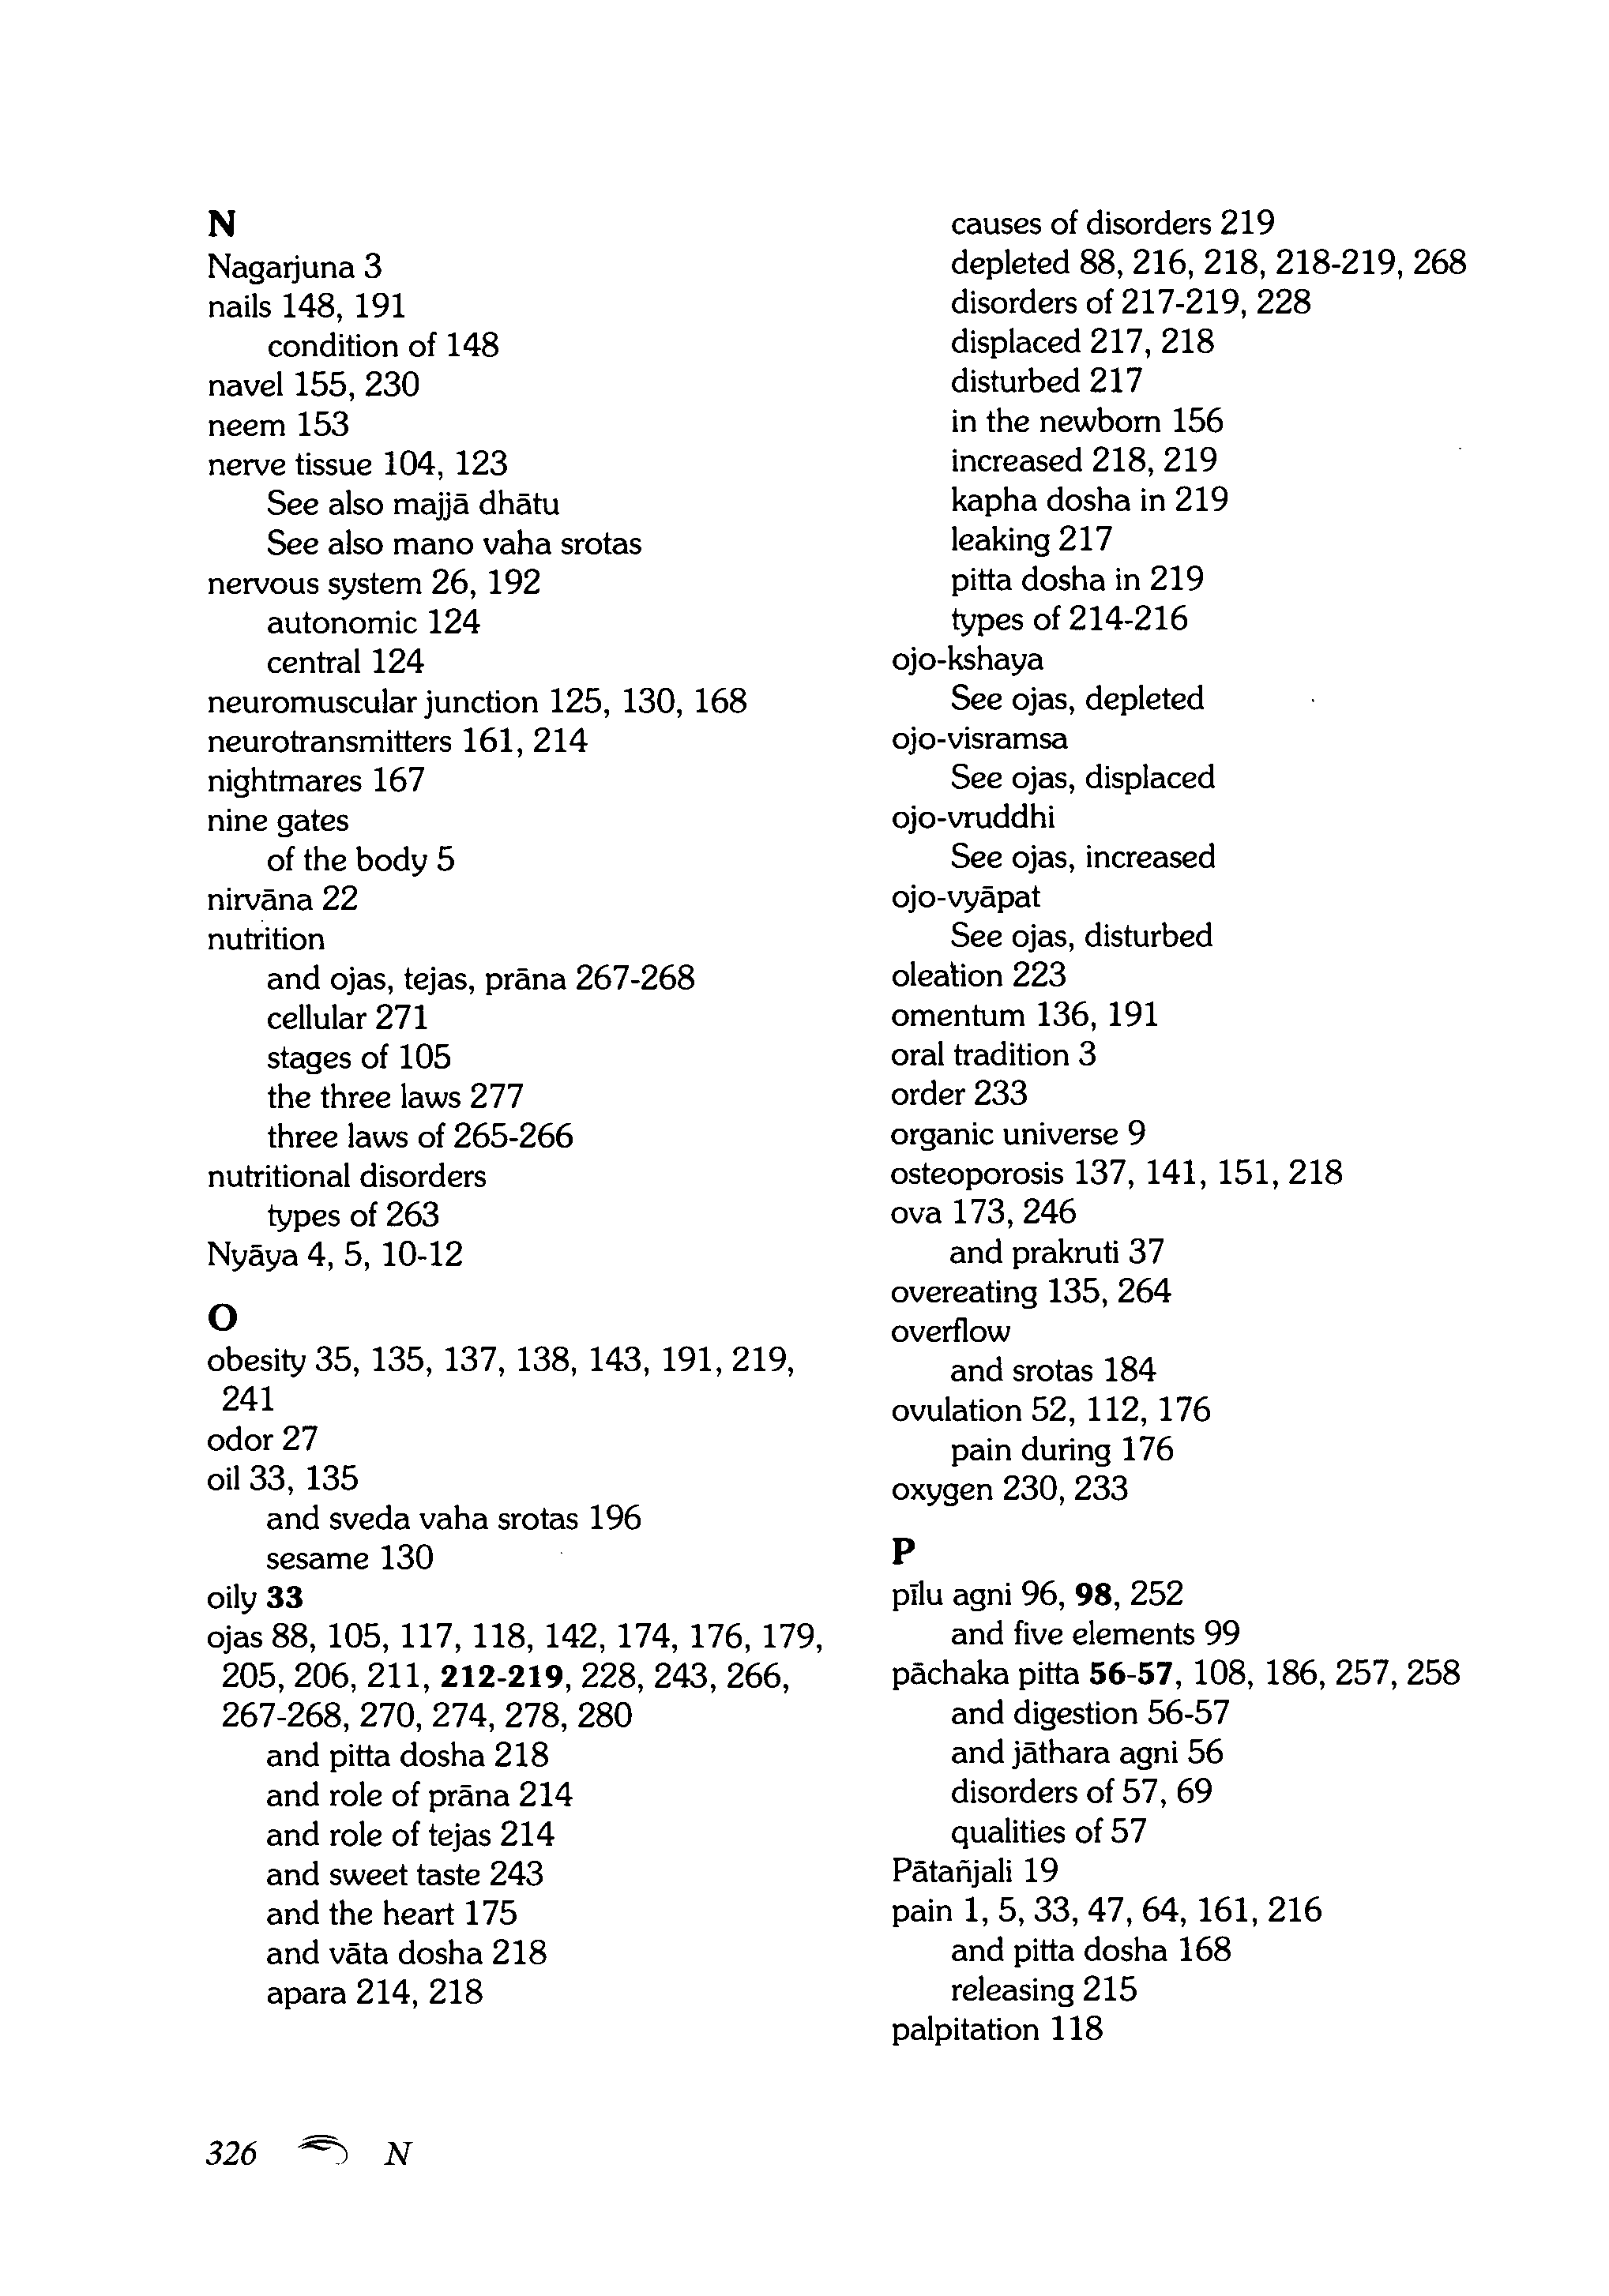 N
Nagarjuna 3
nails 148, 191
condition of 148
navel 155, 230
neem 153
nerve tissue 104, 123
See also majjā dhātu
See also mano vaha srotas
nervous system 26, 192
autonomic 124
central 124
neuromuscular junction 125, 130, 168
neurotransmitters 161, 214
nightmares 167
nine gates
of the body 5
nirvāna 22
nutrition
and ojas, tejas, prāna 267-268
cellular 271
stages of 105
the three laws 277
three laws of 265-266
nutritional disorders
types of 263
Nyāya 4, 5, 10-12
O
obesity 35, 135, 137, 138, 143, 191, 219,
241
odor 27
oil 33, 135
and sveda vaha srotas 196
sesame 130
oily 33
ojas 88, 105, 117, 118, 142, 174, 176, 179,
205, 206, 211, 212-219, 228, 243, 266,
267-268, 270, 274, 278, 280
and pitta dosha 218
and role of prāna 214
and role of tejas 214
and sweet taste 243
and the heart 175
and vāta dosha 218
apara 214, 218
causes of disorders 219
depleted 88, 216, 218, 218-219, 268
disorders of 217-219, 228
displaced 217, 218
disturbed 217
in the newborn 156
increased 218, 219
kapha dosha in 219
leaking 217
pitta dosha in 219
types of 214-216
ojo-kshaya
See ojas, depleted
ojo-visramsa
See ojas, displaced
ojo-vruddhi
See ojas, increased
ojo-vyāpat
See ojas, disturbed
oleation 223
omentum 136, 191
oral tradition 3
order 233
organic universe 9
osteoporosis 137, 141, 151, 218
ova 173, 246
and prakruti 37
overeating 135, 264
overflow
and srotas 184
ovulation 52, 112, 176
pain during 176
oxygen 230, 233
P
pīlu agni 96, 98, 252
and five elements 99
pāchaka pitta 56-57, 108, 186, 257, 258
and digestion 56-57
and jāthara agni 56
disorders of 57, 69
qualities of 57
Pātañjali 19
pain 1, 5, 33, 47, 64, 161, 216
and pitta dosha 168
releasing 215
palpitation 118
326 N